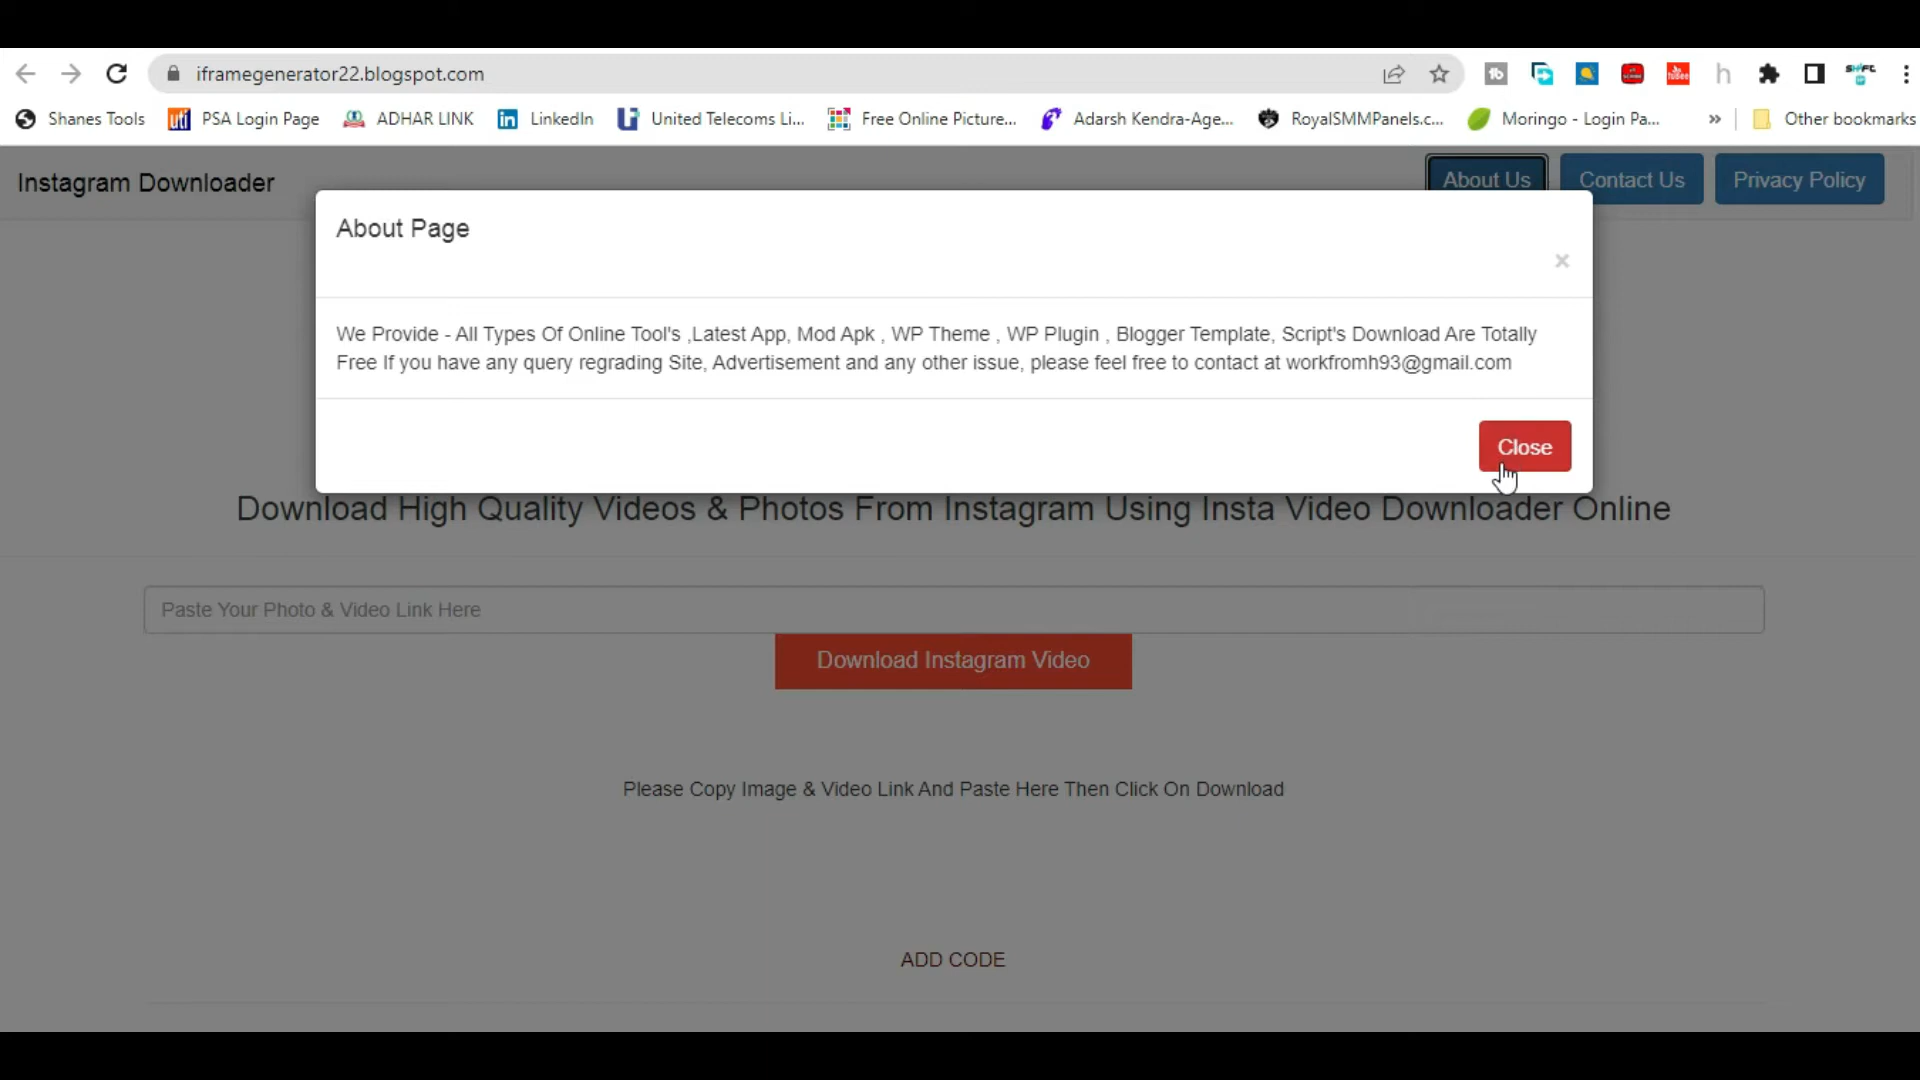 iframegenerator22.blogspot.com
Shanes Tools
uti
PSA Login Page
ADHAR LINK
in
LinkedIn
United Telecoms Li...
Free Online Picture...
Adarsh Kendra-Age...
RoyalSMMPanels.c...
Moringo - Login Pa...
»
Other bookmarks
Instagram Downloader
About Us
Contact Us
Privacy Policy
About Page
×
We Provide - All Types Of Online Tool's ,Latest App, Mod Apk , WP Theme , WP Plugin , Blogger Template, Script's Download Are Totally
Free If you have any query regrading Site, Advertisement and any other issue, please feel free to contact at workfromh93@gmail.com
Close
Download High Quality Videos & Photos From Instagram Using Insta Video Downloader Online
Paste Your Photo & Video Link Here
Download Instagram Video
Please Copy Image & Video Link And Paste Here Then Click On Download
ADD CODE